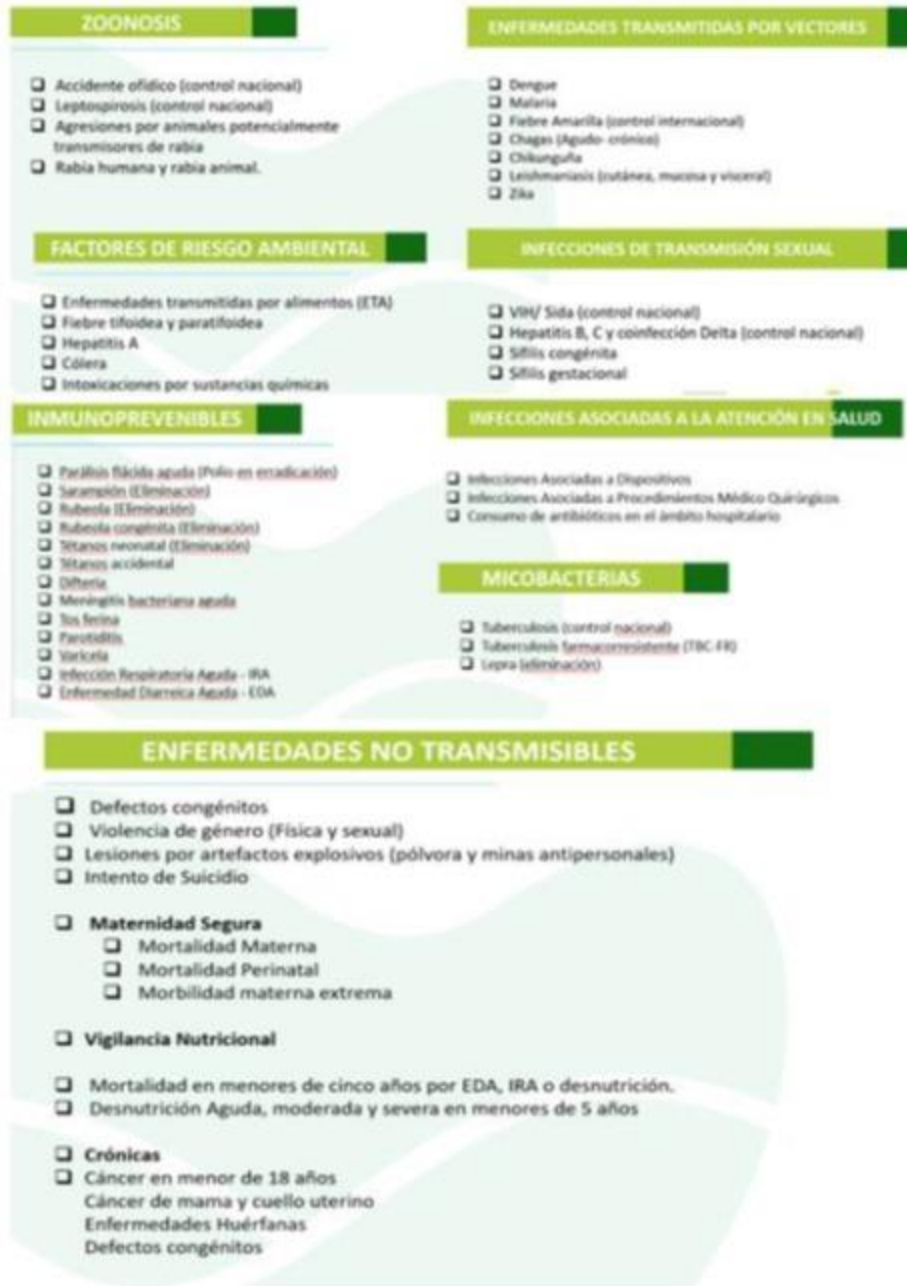 ZOONOSIS
Accidente ofídico (control nacional)
Leptospirosis (control nacional)
Agresiones por animales potencialmente
transmisores de rabia
Rabia humana y rabia animal.
ENFERMEDADES TRANSMITIDAS POR VECTORES
Dengue
Malaria
Fiebre Amarilla (control internacional)
Chagas (Agudo- crónico)
Chikunguña
Leishmaniasis (cutánea, mucosa y visceral)
Zika
FACTORES DE RIESGO AMBIENTAL
Enfermedades transmitidas por alimentos (ETA)
Fiebre tifoidea y paratifoidea
Hepatitis A
Cólera
Intoxicaciones por sustancias químicas
INFECCIONES DE TRANSMISIÓN SEXUAL
VIH/ Sida (control nacional)
Hepatitis B, C y coinfección Delta (control nacional)
Sífilis congénita
Sífilis gestacional
INMUNOPREVENIBLES
Parálisis flácida aguda (Polio en erradicación)
Sarampión (Eliminación)
Rubeola (Eliminación)
Rubeola congénita (Eliminación)
Tétanos neonatal (Eliminación)
Tétanos accidental
Difteria
Meningitis bacteriana aguda
Tos ferina
Parotiditis
Varicela
Infección Respiratoria Aguda - IRA
Enfermedad Diarreica Aguda - EDA
INFECCIONES ASOCIADAS A LA ATENCIÓN EN SALUD
Infecciones Asociadas a Dispositivos
Infecciones Asociadas a Procedimientos Médico Quirúrgicos
Consumo de antibióticos en el ámbito hospitalario
MICOBACTERIAS
Tuberculosis (control nacional)
Tuberculosis farmacorresistente (TBC-FR)
Lepra (eliminación)
ENFERMEDADES NO TRANSMISIBLES
Defectos congénitos
Violencia de género (Física y sexual)
Lesiones por artefactos explosivos (pólvora y minas antipersonales)
Intento de Suicidio
Maternidad Segura
Mortalidad Materna
Mortalidad Perinatal
Morbilidad materna extrema
Vigilancia Nutricional
Mortalidad en menores de cinco años por EDA, IRA o desnutrición.
Desnutrición Aguda, moderada y severa en menores de 5 años
Crónicas
Cáncer en menor de 18 años
Cáncer de mama y cuello uterino
Enfermedades Huérfanas
Defectos congénitos